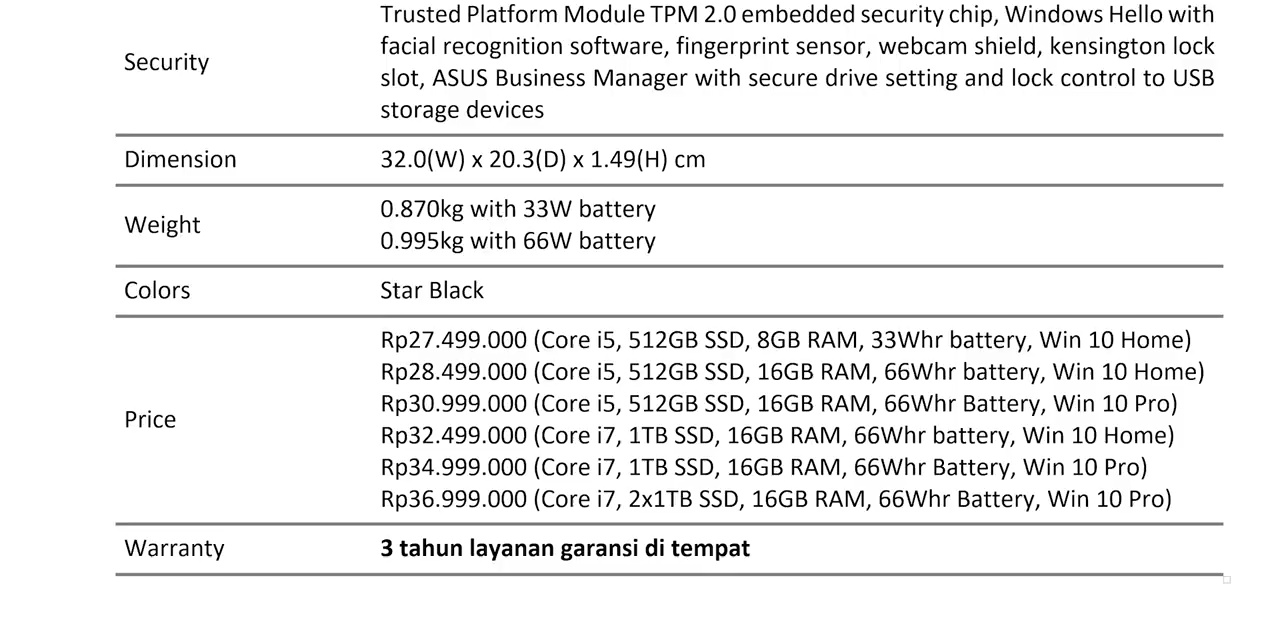 Security
Trusted Platform Module TPM 2.0 embedded security chip, Windows Hello with
facial recognition software, fingerprint sensor, webcam shield, kensington lock
slot, ASUS Business Manager with secure drive setting and lock control to USB
storage devices
Dimension
32.0(W) x 20.3(D) x 1.49(H) cm
Weight
0.870kg with 33W battery
0.995kg with 66W battery
Colors
Star Black
Price
Rp27.499.000 (Core i5, 512GB SSD, 8GB RAM, 33Whr battery, Win 10 Home)
Rp28.499.000 (Core i5, 512GB SSD, 16GB RAM, 66Whr battery, Win 10 Home)
Rp30.999.000 (Core i5, 512GB SSD, 16GB RAM, 66Whr Battery, Win 10 Pro)
Rp32.499.000 (Core i7, 1TB SSD, 16GB RAM, 66Whr battery, Win 10 Home)
Rp34.999.000 (Core i7, 1TB SSD, 16GB RAM, 66Whr Battery, Win 10 Pro)
Rp36.999.000 (Core i7, 2x1TB SSD, 16GB RAM, 66Whr Battery, Win 10 Pro)
Warranty
3 tahun layanan garansi di tempat